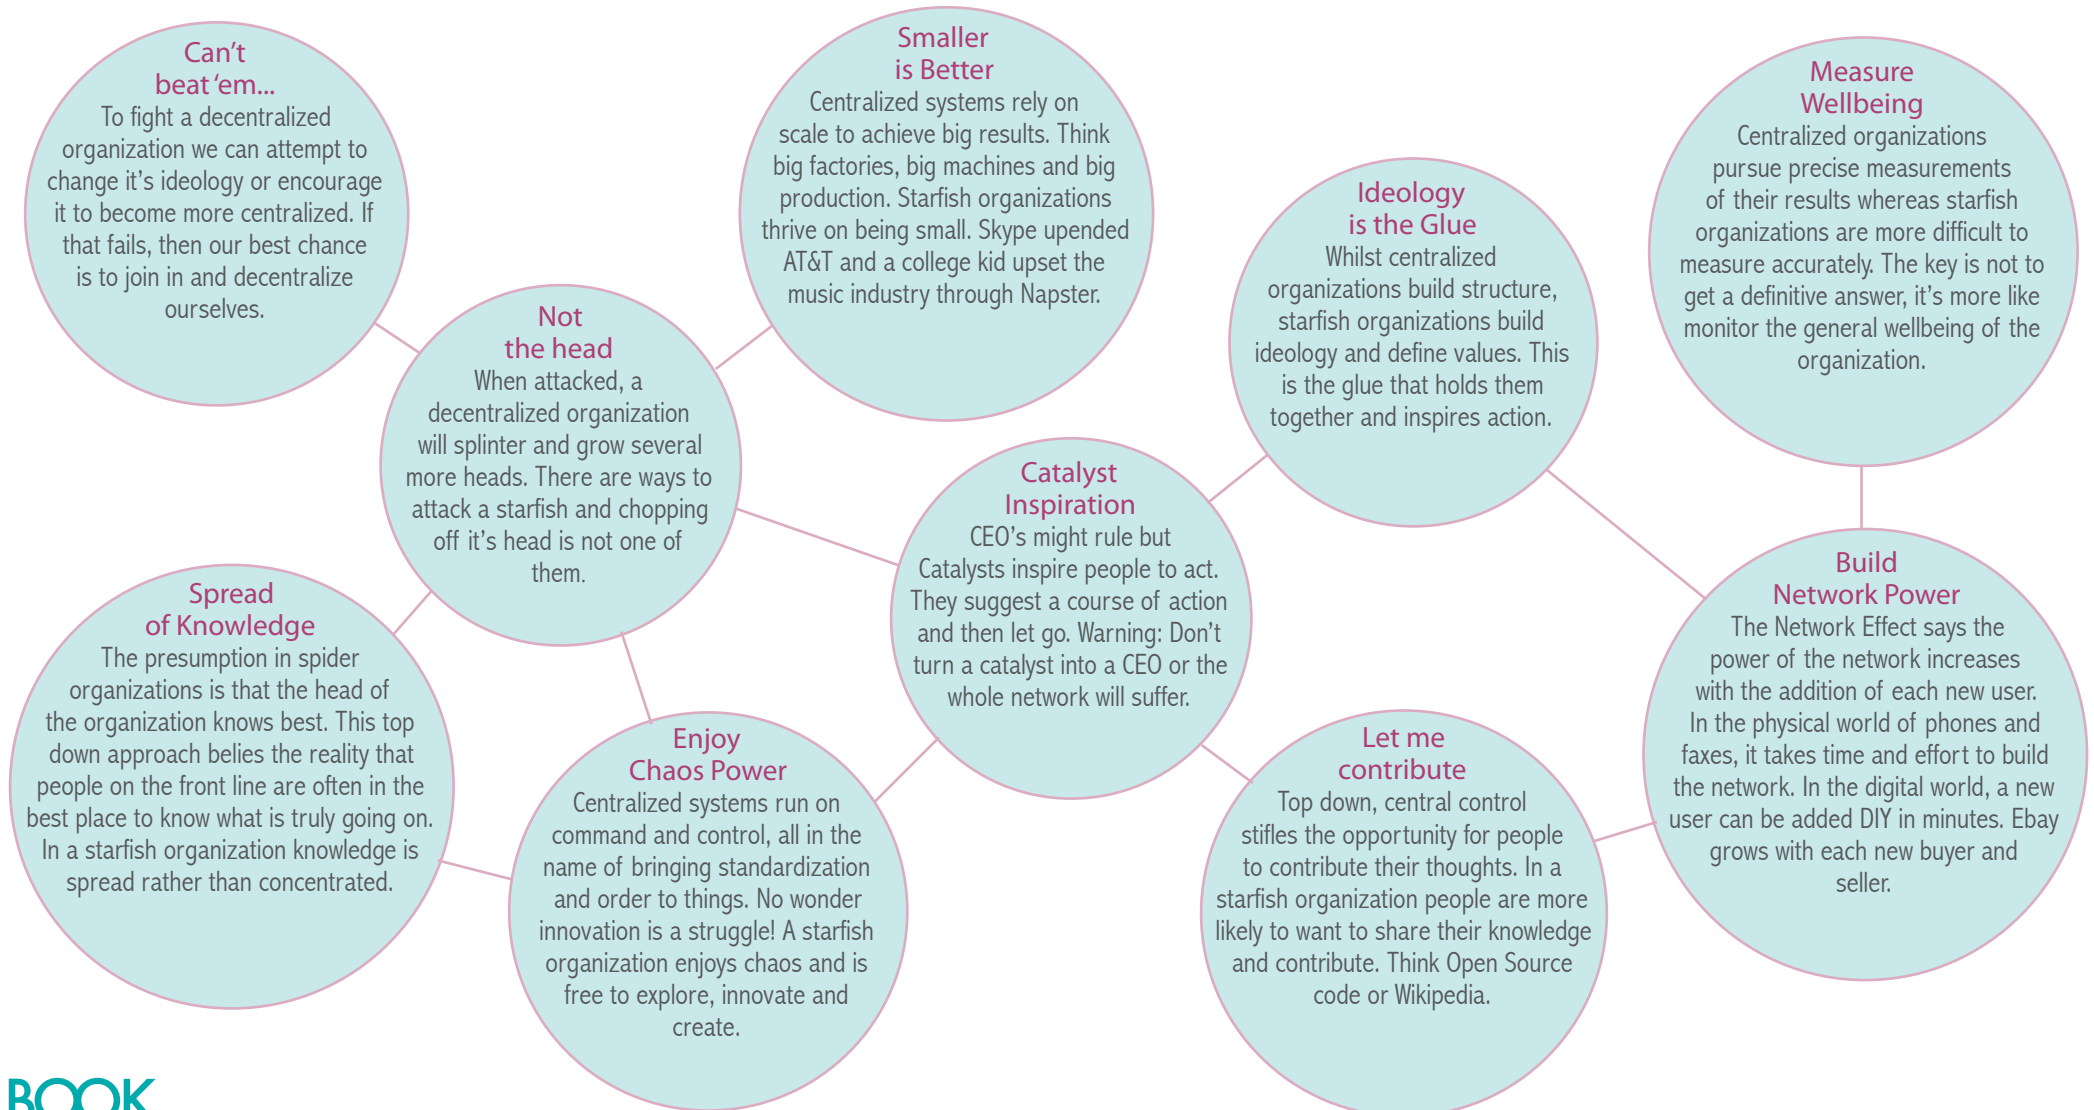 Can't
beat 'em...
To fight a decentralized
organization we can attempt to
change it's ideology or encourage
it to become more centralized. If
that fails, then our best chance
is to join in and decentralize
ourselves.
Smaller
is Better
Centralized systems rely on
scale to achieve big results. Think
big factories, big machines and big
production. Starfish organizations
thrive on being small. Skype upended
AT&T and a college kid upset the
music industry through Napster.
Measure
Wellbeing
Centralized organizations
pursue precise measurements
of their results whereas starfish
organizations are more difficult to
measure accurately. The key is not to
get a definitive answer, it's more like
monitor the general wellbeing of the
organization.
Ideology
is the Glue
Whilst centralized
organizations build structure,
starfish organizations build
ideology and define values. This
is the glue that holds them
together and inspires action.
Not
the head
When attacked, a
decentralized organization
will splinter and grow several
more heads. There are ways to
attack a starfish and chopping
off it's head is not one of
them.
Catalyst
Inspiration
CEO's might rule but
Catalysts inspire people to act.
They suggest a course of action
and then let go. Warning: Don't
turn a catalyst into a CEO or the
whole network will suffer.
Build
Network Power
The Network Effect says the
power of the network increases
with the addition of each new user.
In the physical world of phones and
faxes, it takes time and effort to build
the network. In the digital world, a new
user can be added DIY in minutes. Ebay
grows with each new buyer and
seller.
Spread
of Knowledge
The presumption in spider
organizations is that the head of
the organization knows best. This top
down approach belies the reality that
people on the front line are often in the
best place to know what is truly going on.
In a starfish organization knowledge is
spread rather than concentrated.
Enjoy
Chaos Power
Centralized systems run on
command and control, all in the
name of bringing standardization
and order to things. No wonder
innovation is a struggle! A starfish
organization enjoys chaos and is
free to explore, innovate and
create.
Let me
contribute
Top down, central control
stifles the opportunity for people
to contribute their thoughts. In a
starfish organization people are more
likely to want to share their knowledge
and contribute. Think Open Source
code or Wikipedia.
BOOK